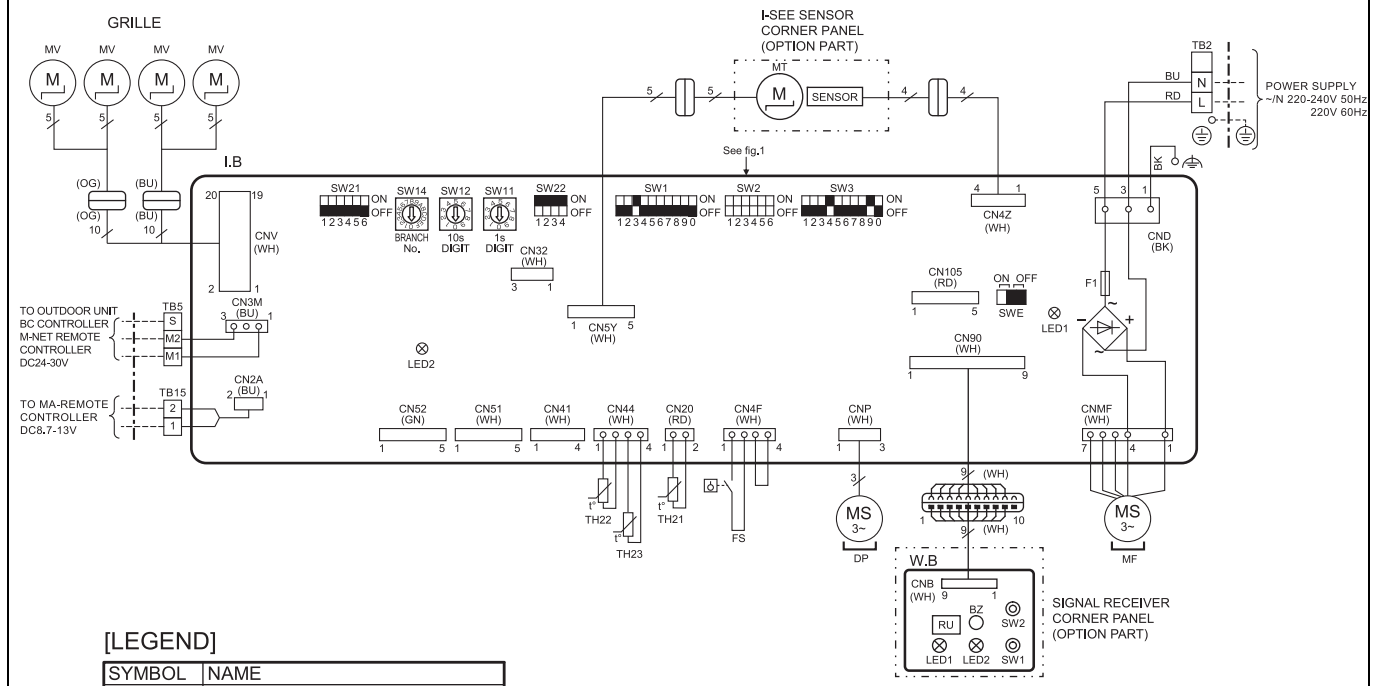 GRILLE
MV MV MV MV
M M M M
5 5 5 5
(OG) (BU)
(OG) (BU)
10 10
I.B
20 19
CNV
(WH)
2 1
I-SEE SENSOR
CORNER PANEL
(OPTION PART)
MT
M SENSOR
5 5 4 4
See fig.1
TB2
BU N
RD L
BK
POWER SUPPLY
~/N 220-240V 50Hz
220V 60Hz
SW21
ON
OFF
1 2 3 4 5 6
SW14
BRANCH
No.
SW12
10s
DIGIT
SW11
1s
DIGIT
SW22
ON
OFF
1 2 3 4
SW1
ON
OFF
1 2 3 4 5 6 7 8 9 0
SW2
ON
OFF
1 2 3 4 5 6
SW3
ON
OFF
1 2 3 4 5 6 7 8 9 0
4 1
CN4Z
(WH)
5 3 1
CND
(BK)
CN32
(WH)
3 1
1 5
CN5Y
(WH)
CN105
(RD)
1 5
ON OFF
SWE
LED1
F1
~
− +
~
TO OUTDOOR UNIT
BC CONTROLLER
M-NET REMOTE
CONTROLLER
DC24-30V
TB5
S
M2
M1
CN3M
(BU)
3 1
LED2
CN90
(WH)
1 9
TO MA-REMOTE
CONTROLLER
DC8.7-13V
TB15
2
1
CN2A
(BU)
2 1
CN52
(GN)
1 5
CN51
(WH)
1 5
CN41
(WH)
1 4
CN44
(WH)
1 4
CN20
(RD)
1 2
CN4F
(WH)
1 4
CNP
(WH)
1 3
CNMF
(WH)
7 4 1
t°
TH22
t°
TH23
t°
TH21
FS
3
MS
3~
DP
9 (WH)
1 10
9 (WH)
MS
3~
MF
W.B
CNB
(WH) 9 1
RU BZ SW2
LED1 LED2 SW1
SIGNAL RECEIVER
CORNER PANEL
(OPTION PART)
[LEGEND]
SYMBOL NAME